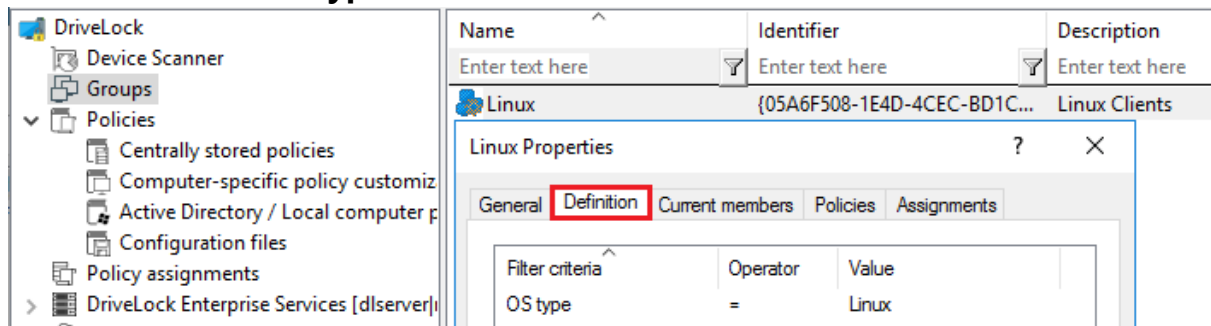 DriveLock
Device Scanner
Groups
Policies
Centrally stored policies
Computer-specific policy customiz
Active Directory / Local computer p
Configuration files
Policy assignments
DriveLock Enterprise Services [dlserver|
Name Identifier Description
Enter text here Enter text here Enter text here
Linux {05A6F508-1E4D-4CEC-BD1C... Linux Clients
Linux Properties ? ×
General Definition Current members Policies Assignments
Filter criteria Operator Value
OS type = Linux